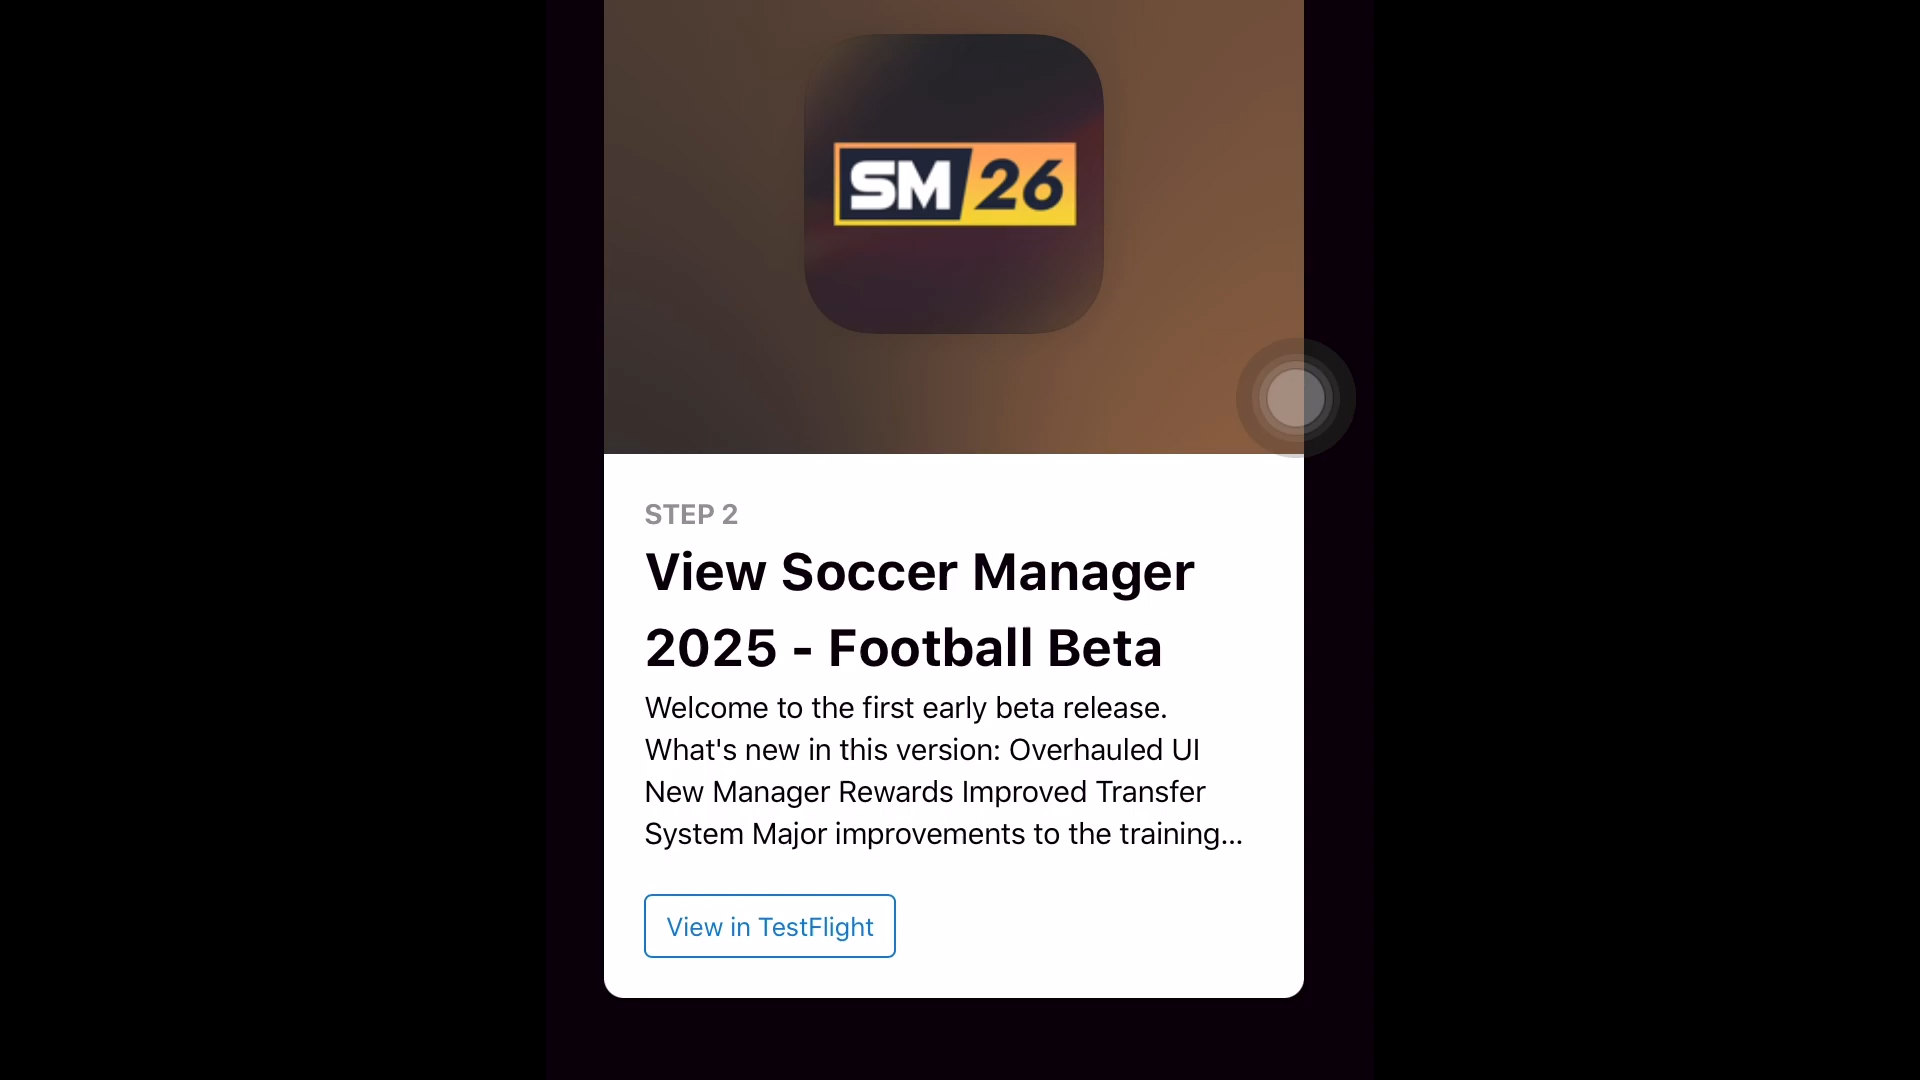 SM 26
STEP 2
View Soccer Manager
2025 - Football Beta
Welcome to the first early beta release.
What's new in this version: Overhauled UI
New Manager Rewards Improved Transfer
System Major improvements to the training...
View in TestFlight